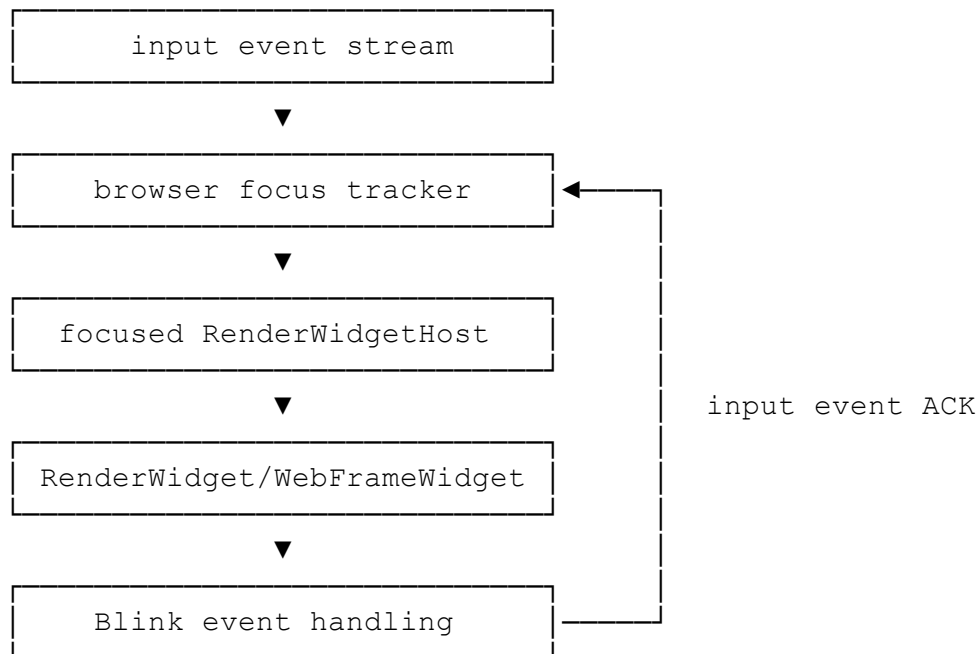 input event stream
browser focus tracker
focused RenderWidgetHost
input event ACK
RenderWidget/WebFrameWidget
Blink event handling